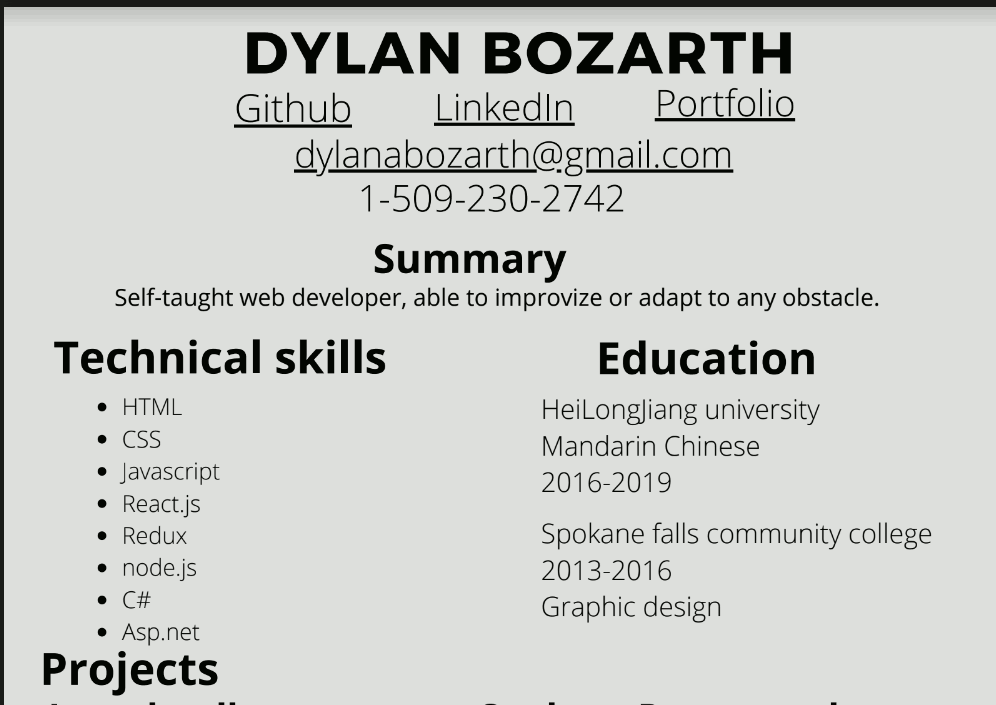 DYLAN BOZARTH
Github LinkedIn Portfolio
dylanabozarth@gmail.com
1-509-230-2742
Summary
Self-taught web developer, able to improvize or adapt to any obstacle.
Technical skills
HTML
CSS
Javascript
React.js
Redux
node.js
C#
Asp.net
Education
HeiLongJiang university
Mandarin Chinese
2016-2019
Spokane falls community college
2013-2016
Graphic design
Projects